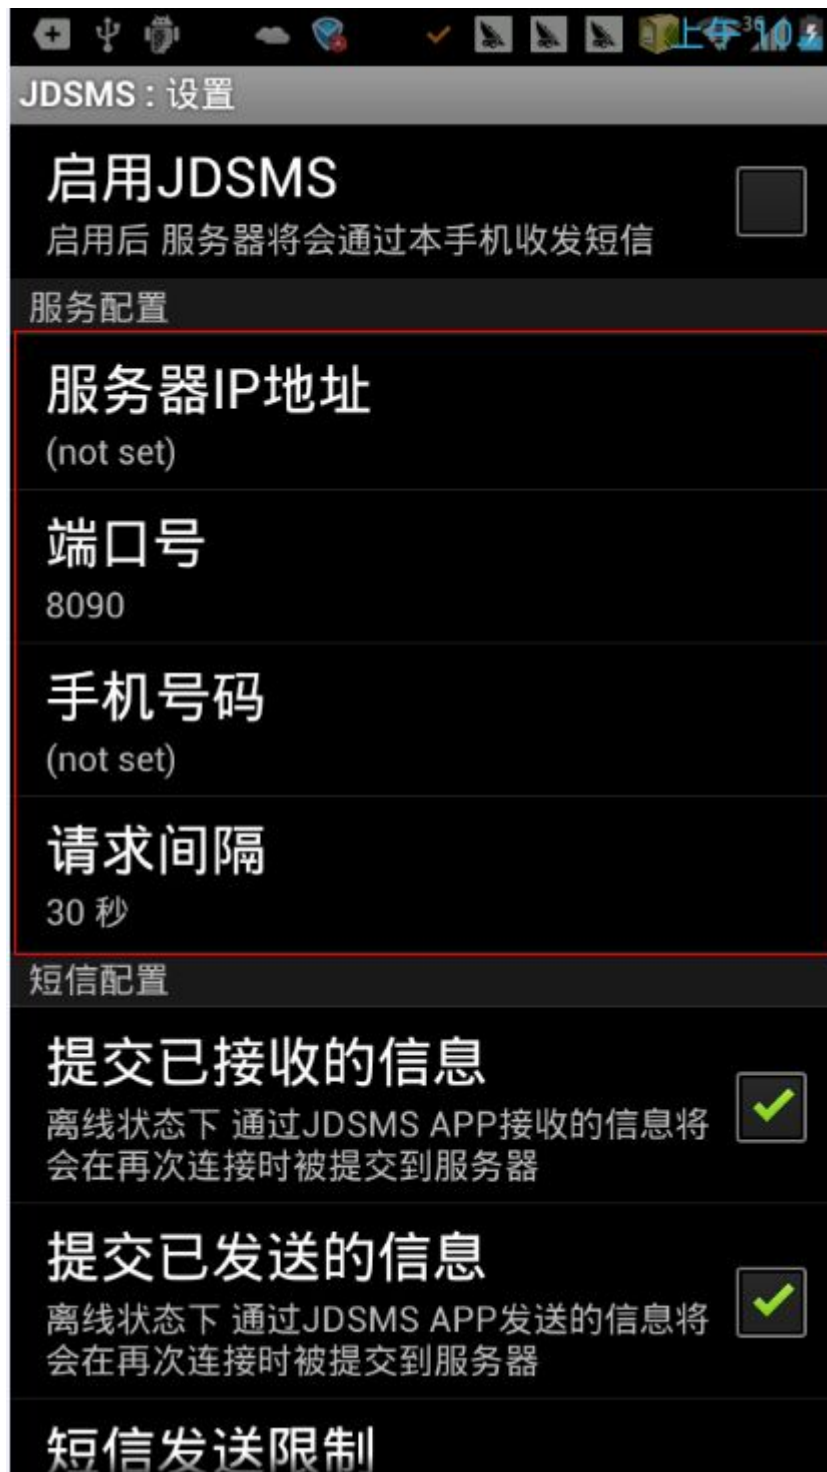 上午10
JDSMS : 设置
启用JDSMS
启用后 服务器将会通过本手机收发短信
服务配置
服务器IP地址
(not set)
端口号
8090
手机号码
(not set)
请求间隔
30 秒
短信配置
提交已接收的信息
离线状态下 通过JDSMS APP接收的信息将
会在再次连接时被提交到服务器
提交已发送的信息
离线状态下 通过JDSMS APP发送的信息将
会在再次连接时被提交到服务器
短信发送限制